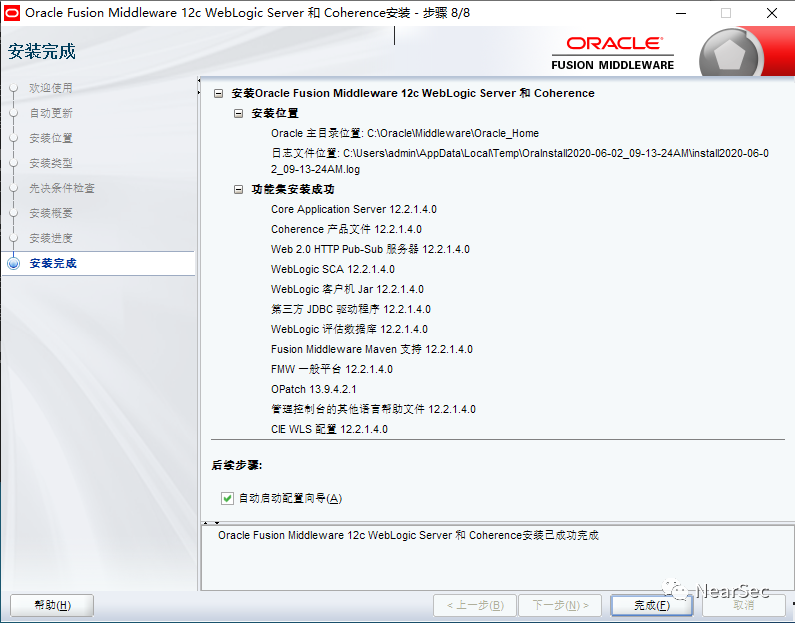 Oracle Fusion Middleware 12c WebLogic Server 和 Coherence安装 - 步骤 8/8
安装完成
ORACLE
FUSION MIDDLEWARE
欢迎使用
自动更新
安装位置
安装类型
先决条件检查
安装概要
安装进度
安装完成
安装Oracle Fusion Middleware 12c WebLogic Server 和 Coherence
安装位置
Oracle 主目录位置: C:\Oracle\Middleware\Oracle_Home
日志文件位置: C:\Users\admin\AppData\Local\Temp\OraInstall2020-06-02_09-13-24AM\install2020-06-0
2_09-13-24AM.log
功能集安装成功
Core Application Server 12.2.1.4.0
Coherence 产品文件 12.2.1.4.0
Web 2.0 HTTP Pub-Sub 服务器 12.2.1.4.0
WebLogic SCA 12.2.1.4.0
WebLogic 客户机 Jar 12.2.1.4.0
第三方 JDBC 驱动程序 12.2.1.4.0
WebLogic 评估数据库 12.2.1.4.0
Fusion Middleware Maven 支持 12.2.1.4.0
FMW 一般平台 12.2.1.4.0
OPatch 13.9.4.2.1
管理控制台的其他语言帮助文件 12.2.1.4.0
CIE WLS 配置 12.2.1.4.0
后续步骤:
自动启动配置向导(A)
Oracle Fusion Middleware 12c WebLogic Server 和 Coherence安装已成功完成
NearSec
帮助(H)
< 上一步(B)
下一步(N) >
完成(F)
取消